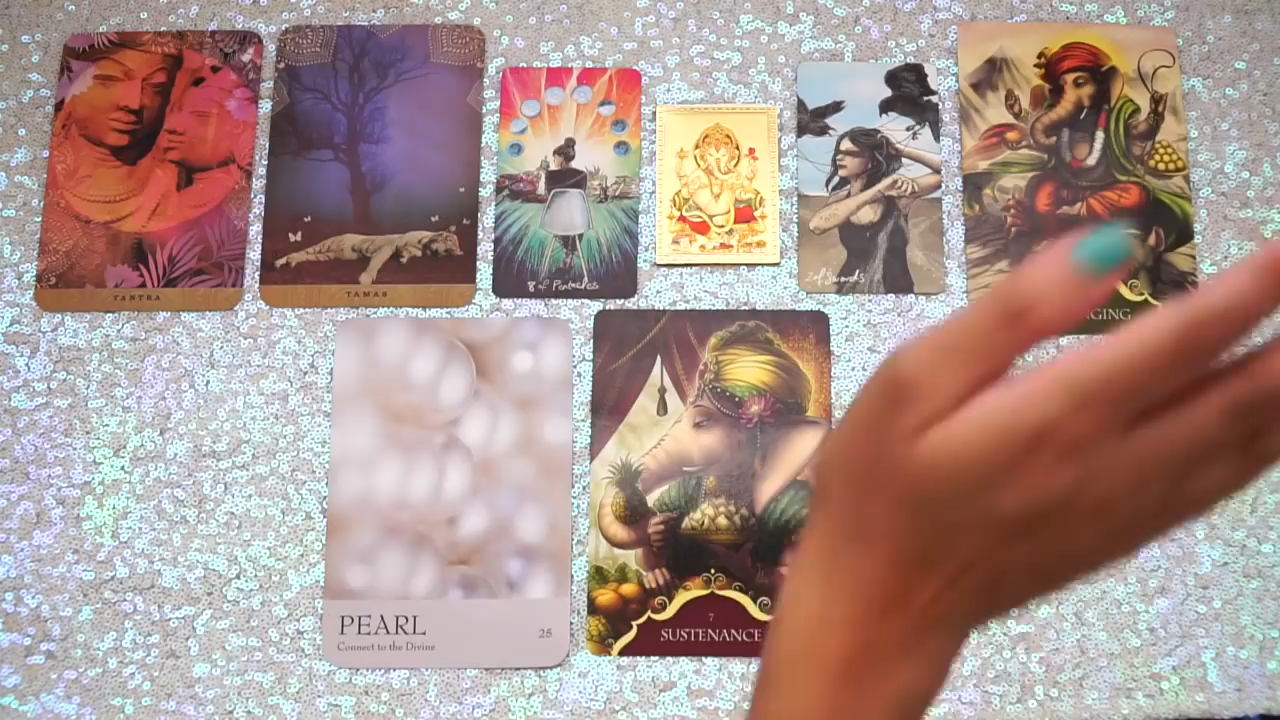 TANTRA
TAMAS
8 of Pentacles
2 of Swords
GING
PEARL
25
Connect to the Divine
7
SUSTENANCE